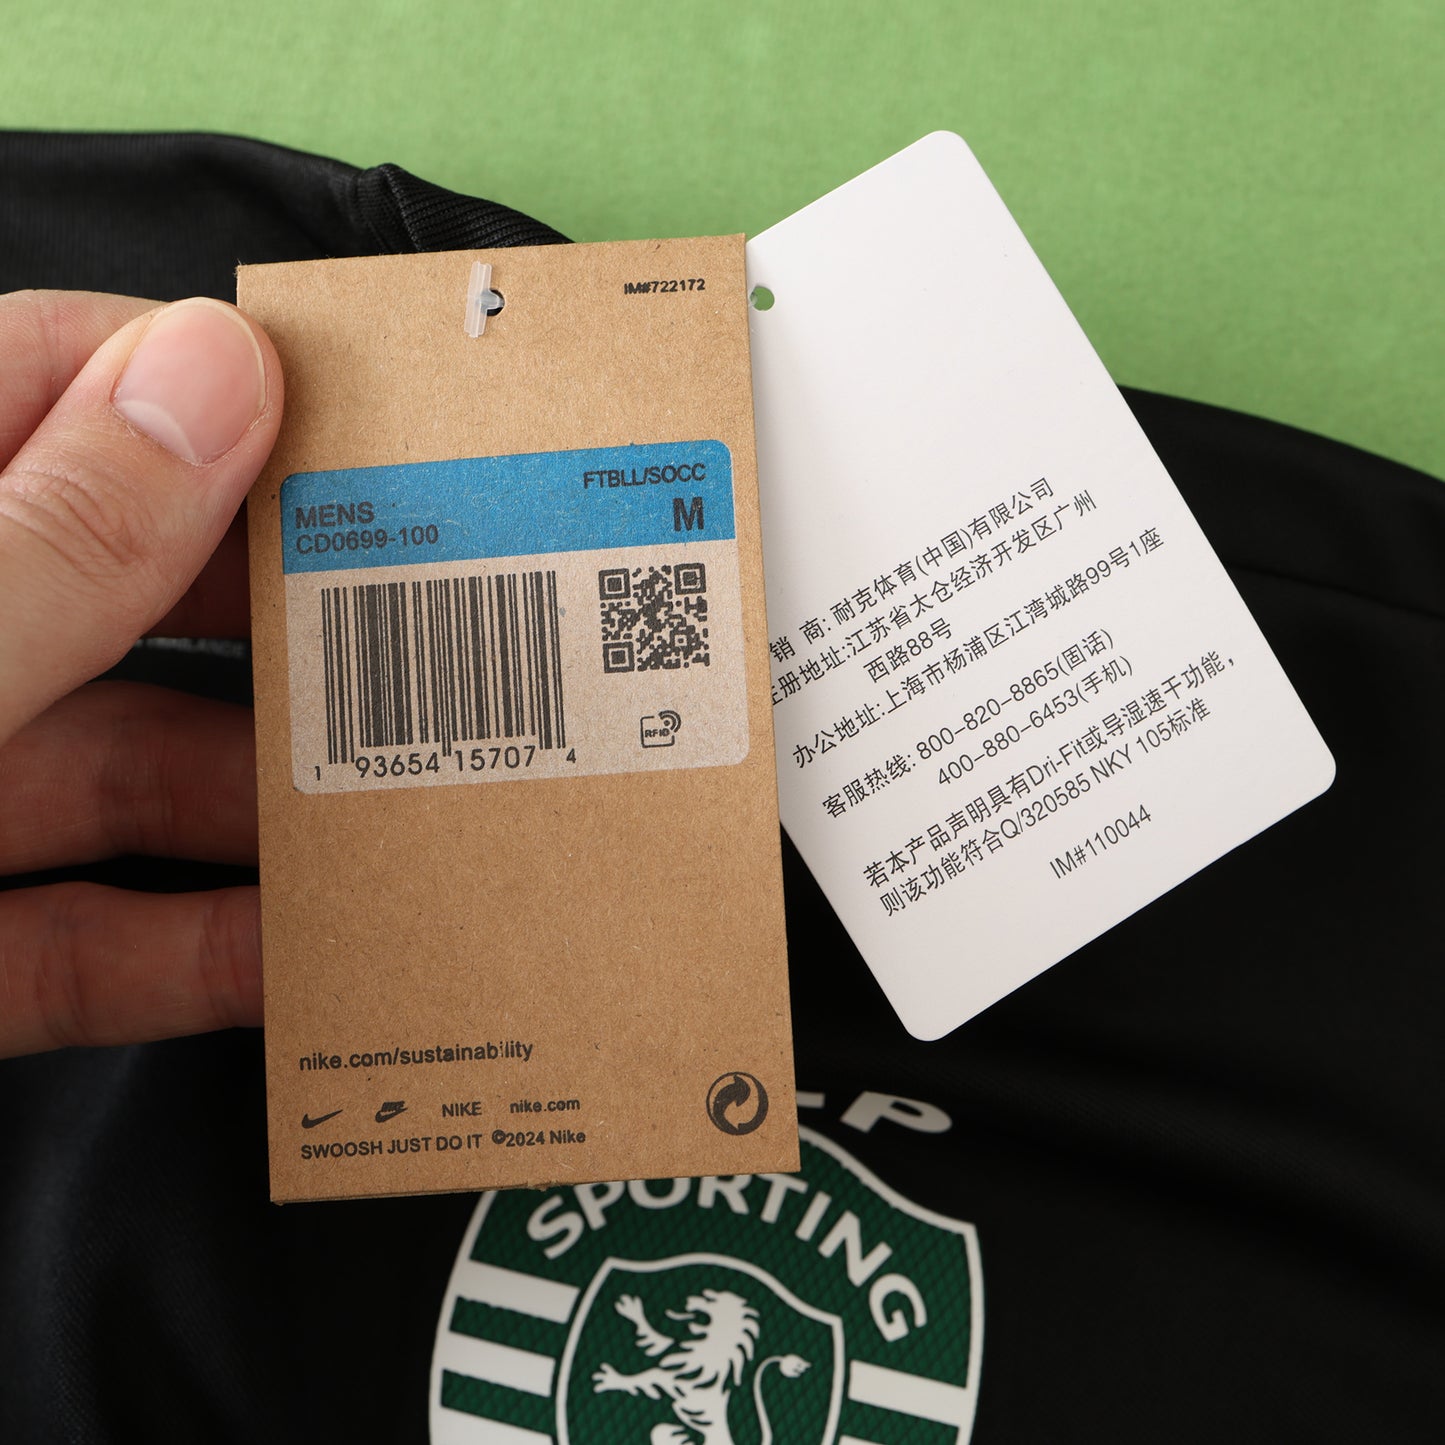 IM#722172
FTBLL/SOCC
MENS
M
CD0699-100
1 93654 15707 4
RFID
nike.com/sustainability
NIKE nike.com
SWOOSH JUST DO IT ©2024 Nike
销 商: 耐克体育(中国)有限公司
册地址:江苏省太仓经济开发区广州
西路88号
办公地址:上海市杨浦区江湾城路99号1座
客服热线: 800-820-8865(固话)
400-880-6453(手机)
若本产品声明具有Dri-Fit或导湿速干功能，
则该功能符合Q/320585 NKY 105标准
IM#110044
P
SPORTING